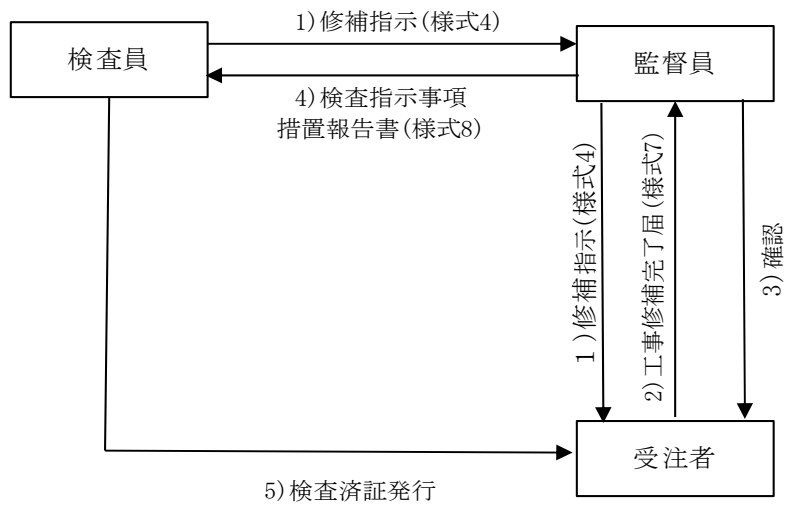 1)修補指示(様式4)
検査員
監督員
4)検査指示事項
措置報告書(様式8)
1)修補指示(様式4)
2)工事修補完了届(様式7)
3)確認
受注者
5)検査済証発行